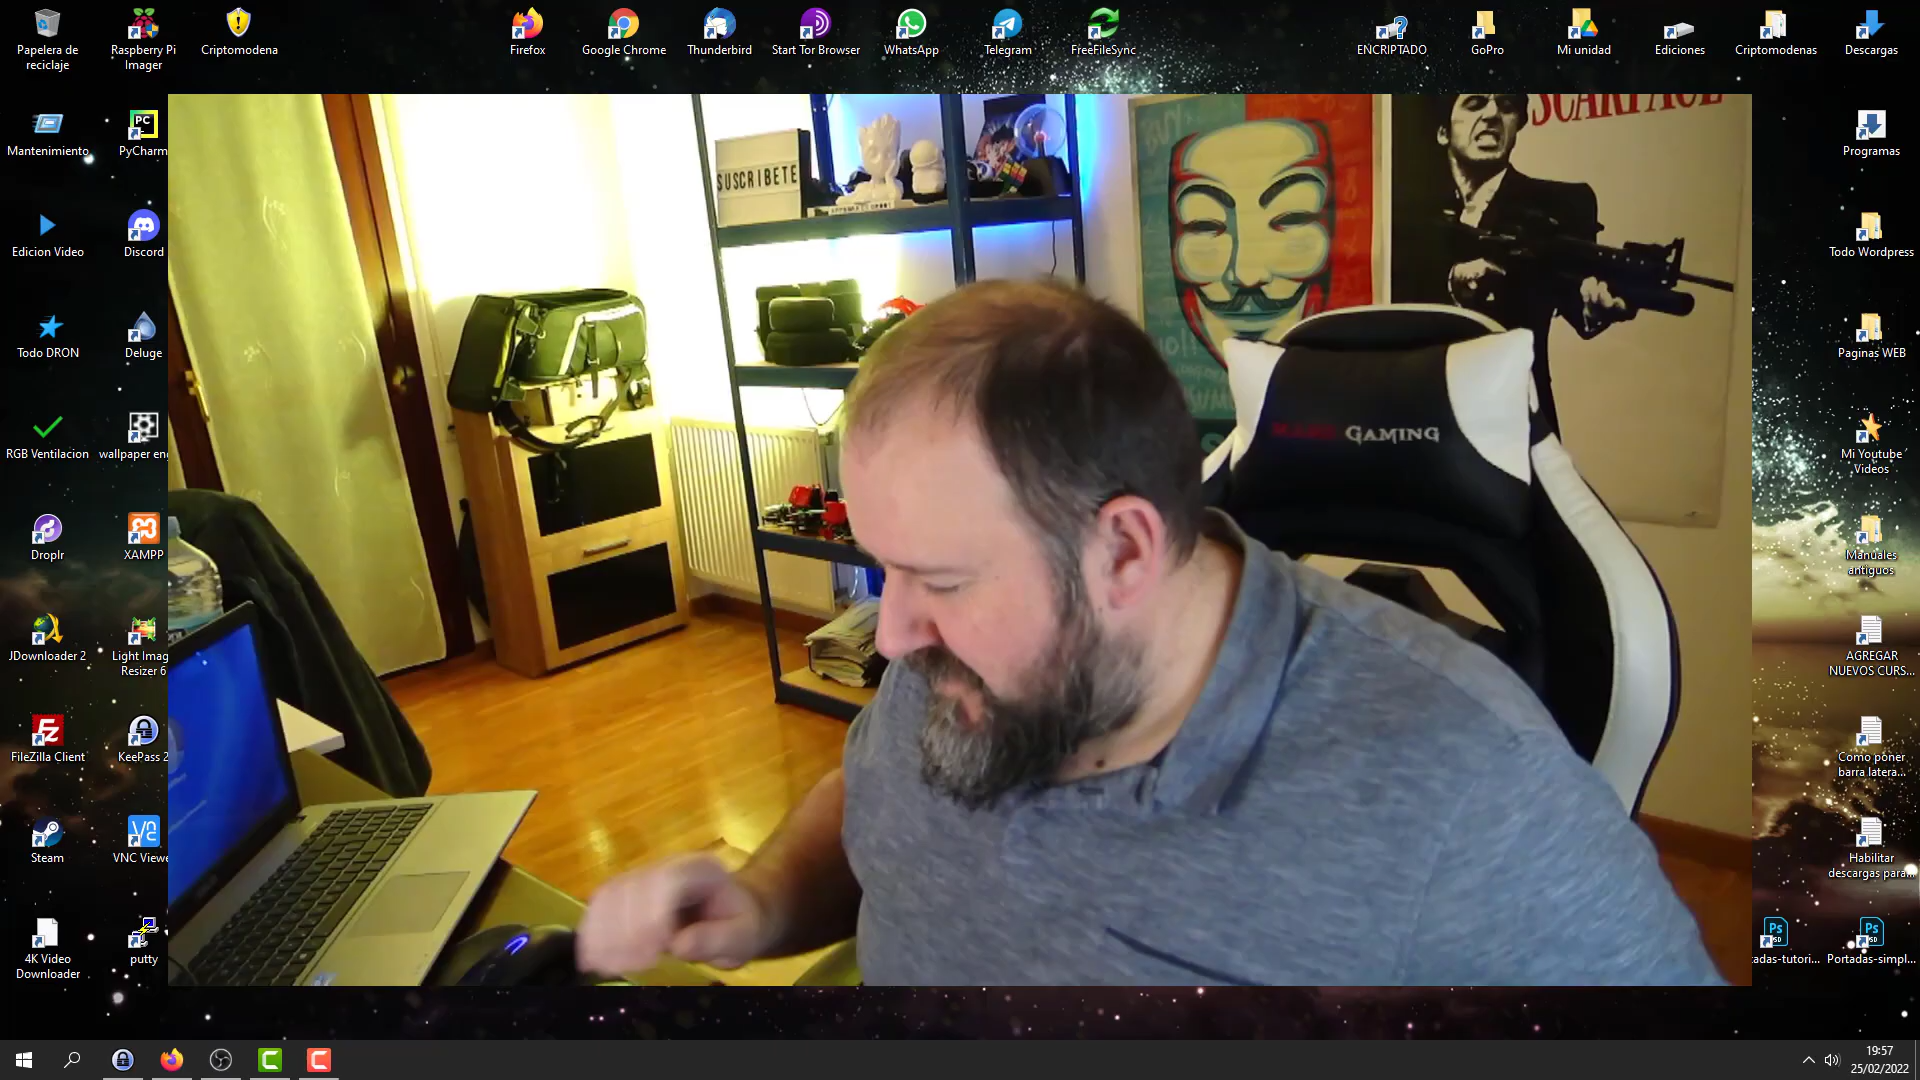 Papelera de
reciclaje
Raspberry Pi
Imager
Criptomodena
Firefox
Google Chrome
Thunderbird
Start Tor Browser
WhatsApp
Telegram
FreeFileSync
ENCRIPTADO
GoPro
Mi unidad
Ediciones
Criptomodenas
Descargas
Mantenimiento
PC
PyCharm
Programas
Edicion Video
Discord
Todo Wordpress
Todo DRON
Deluge
Paginas WEB
RGB Ventilacion
wallpaper en
Mi Youtube
Videos
Droplr
XAMPP
Manuales
antiguos
JDownloader 2
Light Imag
Resizer 6
AGREGAR
NUEVOS CURS...
FileZilla Client
KeePass 2
Como poner
barra latera...
Steam
VNC Viewe
Habilitar
descargas para...
4K Video
Downloader
putty
Ps
Ps
adas-tutori...
Portadas-simpl...
SUSCRIBETE
SCARFACE
MARS GAMING
19:57
25/02/2022